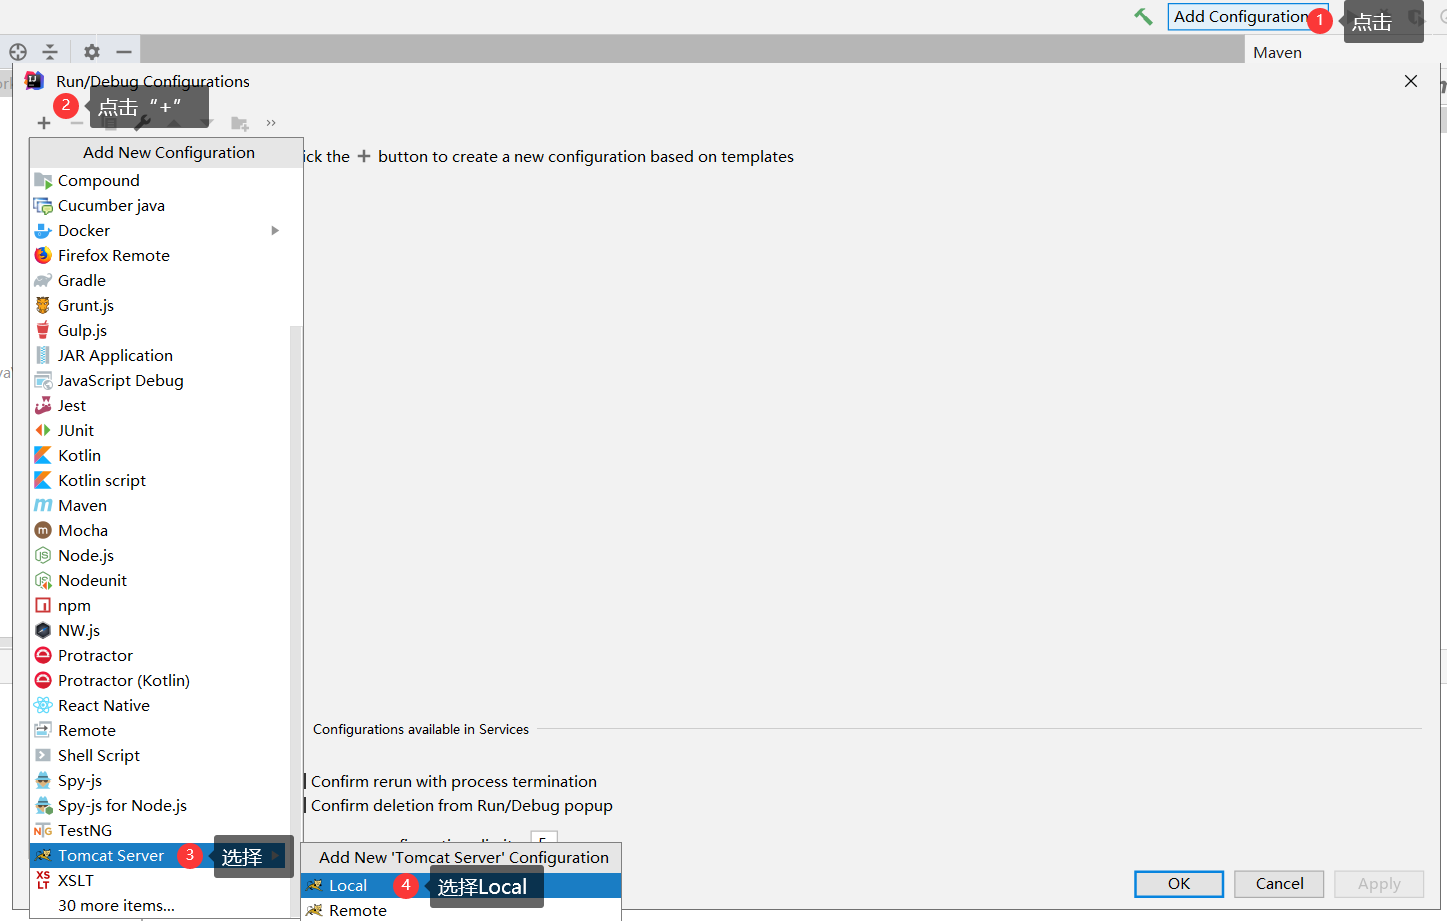 Add Configuration
1
点击
Maven
Run/Debug Configurations
2
点击“+”
Add New Configuration
ick the + button to create a new configuration based on templates
Compound
Cucumber java
Docker
Firefox Remote
Gradle
Grunt.js
Gulp.js
JAR Application
JavaScript Debug
Jest
JUnit
Kotlin
Kotlin script
Maven
Mocha
Node.js
Nodeunit
npm
NW.js
Protractor
Protractor (Kotlin)
React Native
Remote
Shell Script
Spy-js
Spy-js for Node.js
TestNG
Tomcat Server
3
选择
XSLT
30 more items...
Configurations available in Services
Confirm rerun with process termination
Confirm deletion from Run/Debug popup
Add New 'Tomcat Server' Configuration
Local
4
选择Local
Remote
OK
Cancel
Apply